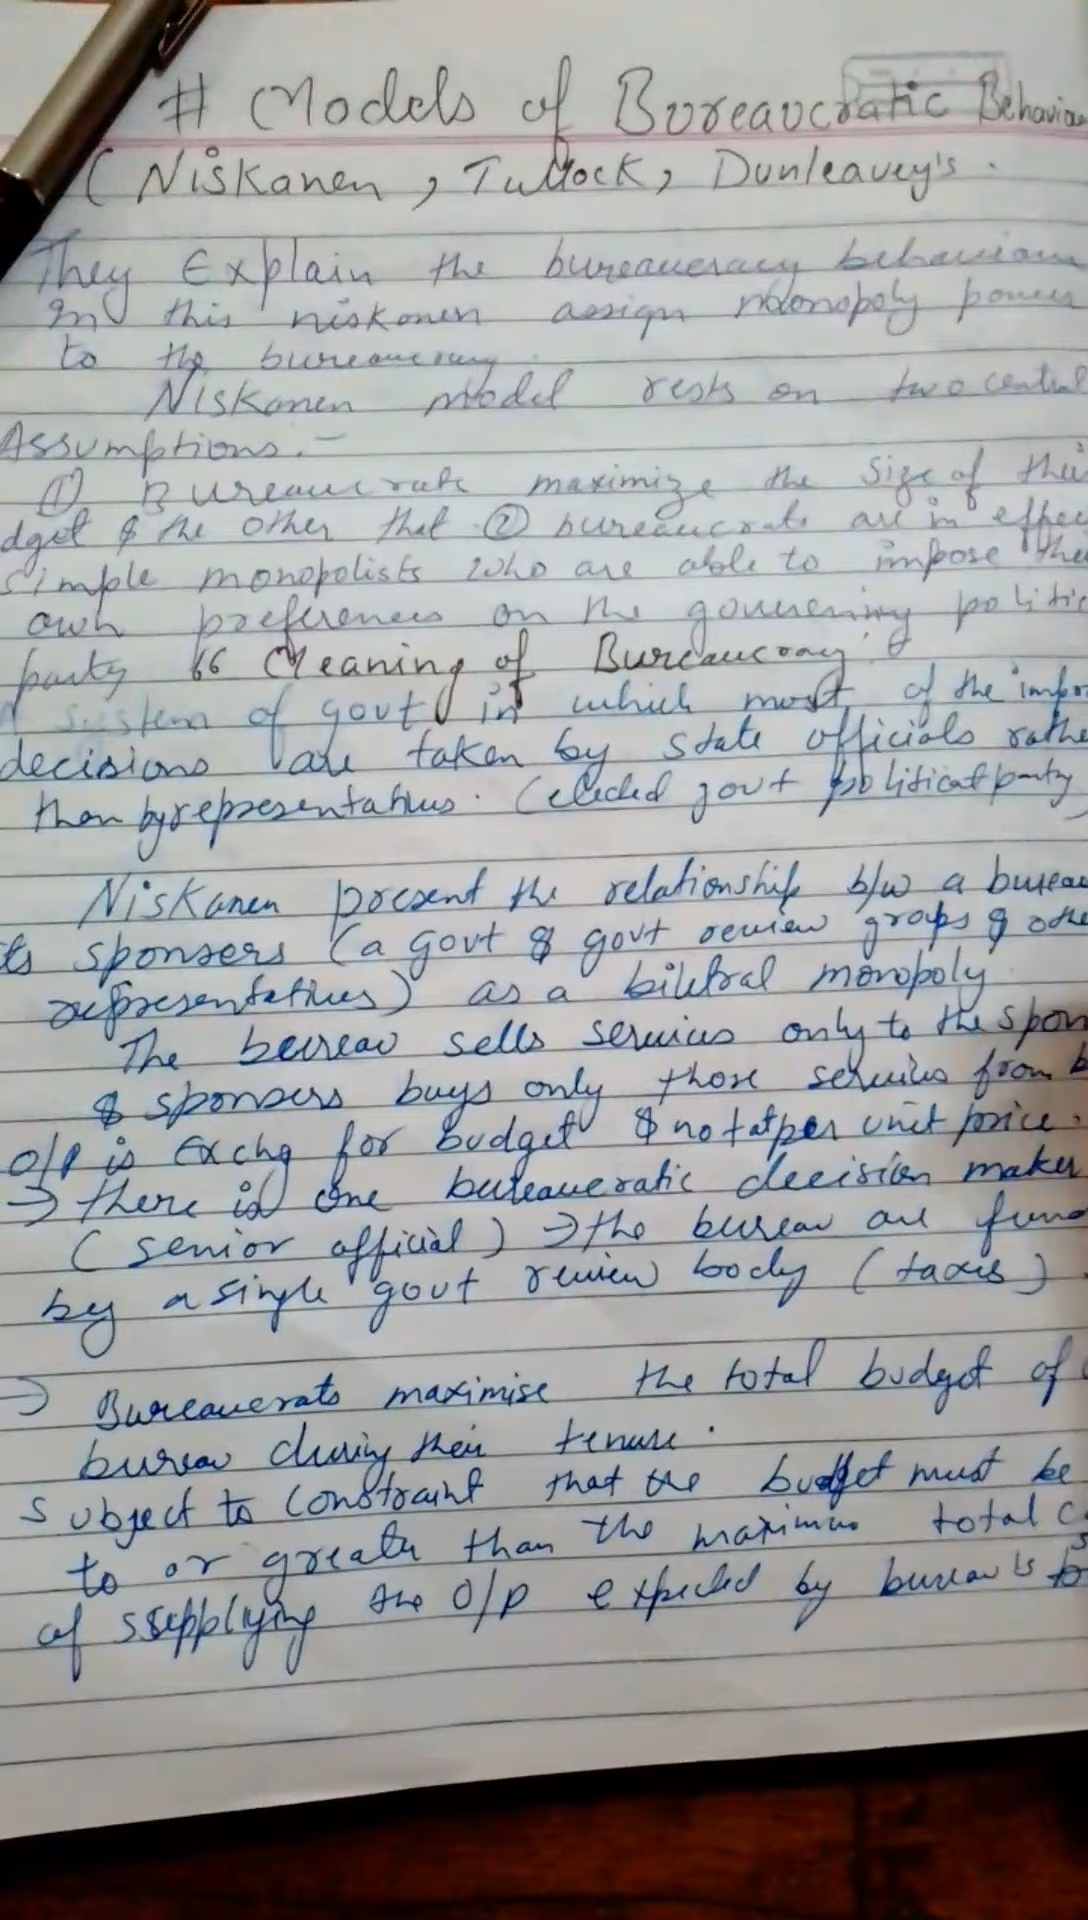 # Models of Bureaucratic Behaviou
( Niskanen , Tullock, Dunleavey's .
They Explain the bureaucracy behaviour
In this niskanen assign monopoly power
to the bureaucracy.
Niskanen model rests on two central
Assumptions. -
① Bureaucrats maximize the size of their
dget & the other that ② bureaucrats are in effec
simple monopolists who are able to impose thei
own preferences on the governing politic
party "Meaning of Bureaucracy"
A system of govt in which most of the impor
decisions are taken by state officials rathe
than by representatives. (elected govt political party)
Niskanen present the relationship b/w a bureau
ts sponsers (a govt & govt review groups & othe
representatives) as a biletral monopoly
The bureau sells services only to the spon
& sponsers buys only those services from b
O/P is Exchg for budget & not at per unit price.
→ there is One bureaucratic decision maker
( senior official ) → the bureau are fund
by a single govt review body ( taxes ) .
→ Bureaucrats maximise the total budget of
bureau during their tenure .
Subject to Constraint that the budget must be
to or greater than the maximum total c
of supplying the O/P expected by bureau's